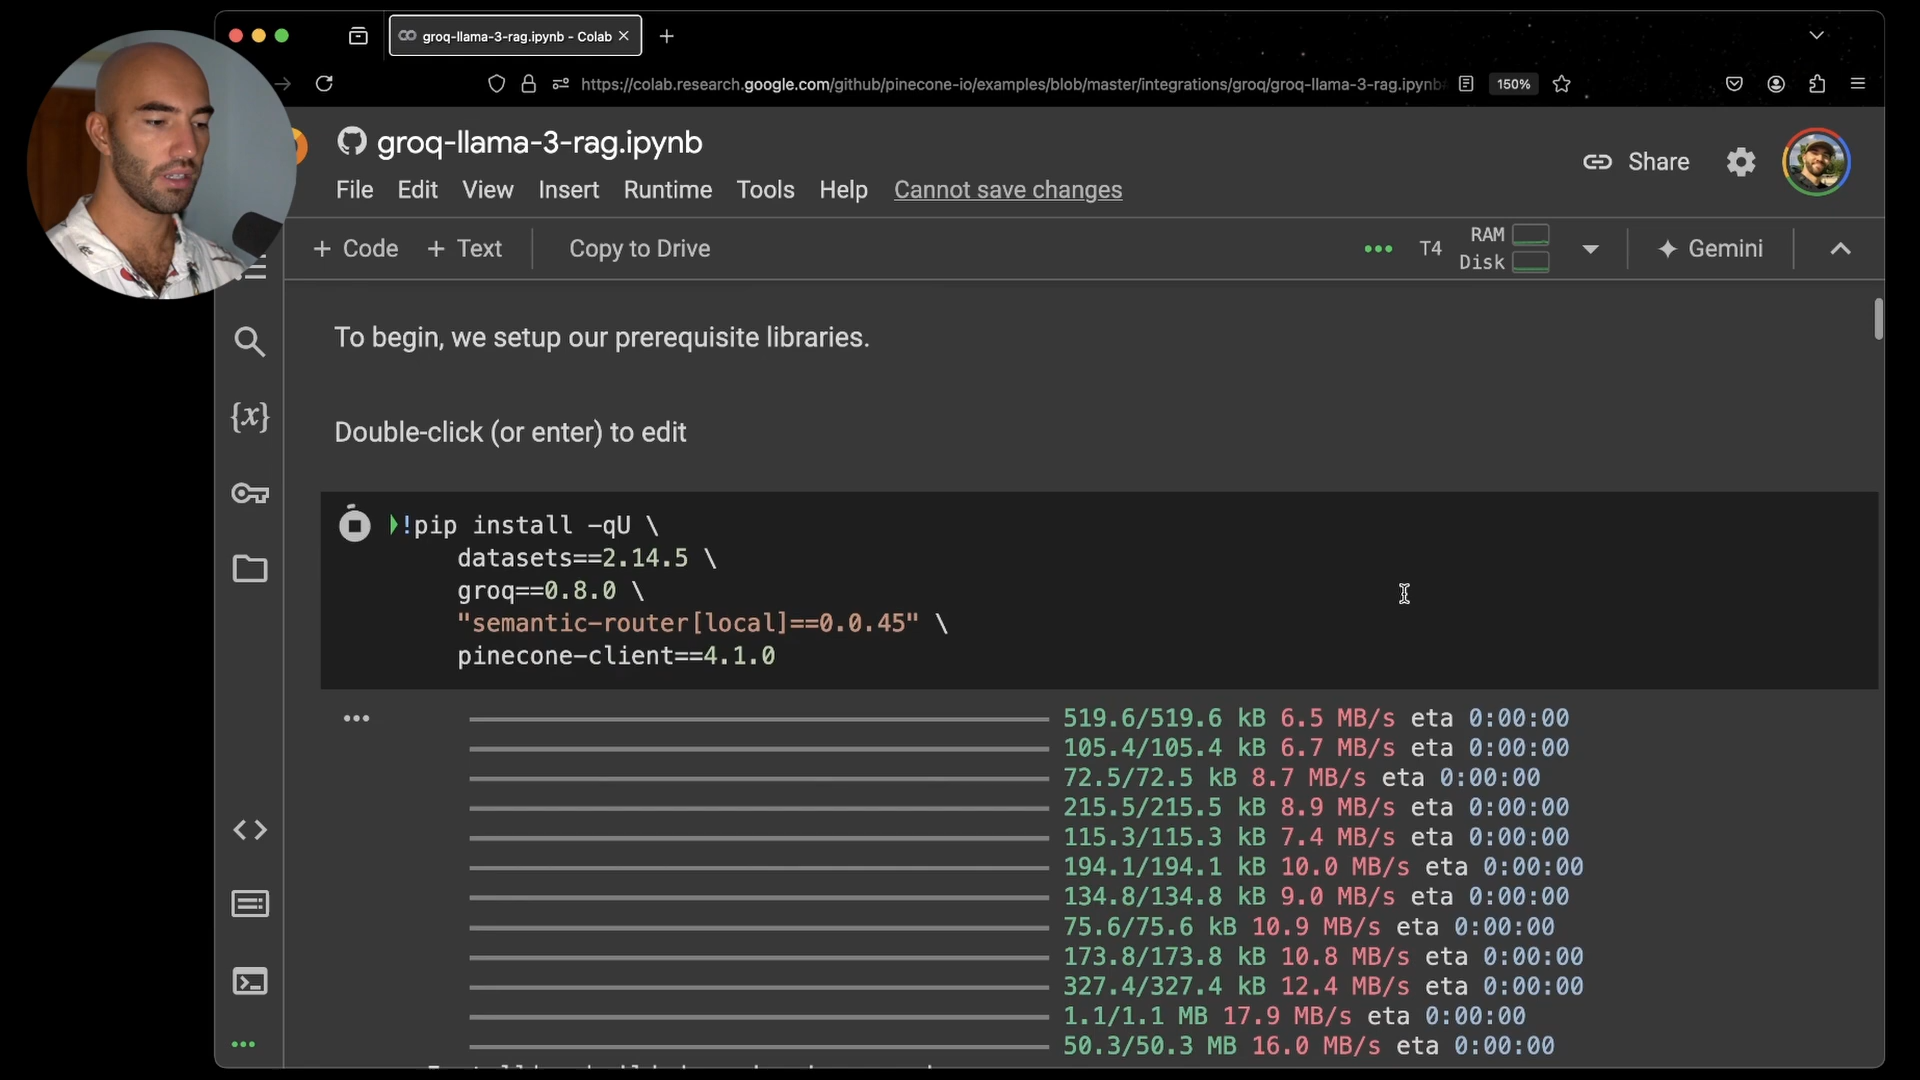 groq-llama-3-rag.ipynb - Colab
https://colab.research.google.com/github/pinecone-io/examples/blob/master/integrations/groq/groq-llama-3-rag.ipynb
150%
groq-llama-3-rag.ipynb
Share
File Edit View Insert Runtime Tools Help Cannot save changes
+ Code + Text Copy to Drive
T4 RAM
Disk
Gemini
To begin, we setup our prerequisite libraries.
Double-click (or enter) to edit
!pip install -qU \
datasets==2.14.5 \
groq==0.8.0 \
"semantic-router[local]==0.0.45" \
pinecone-client==4.1.0
519.6/519.6 kB 6.5 MB/s eta 0:00:00
105.4/105.4 kB 6.7 MB/s eta 0:00:00
72.5/72.5 kB 8.7 MB/s eta 0:00:00
215.5/215.5 kB 8.9 MB/s eta 0:00:00
115.3/115.3 kB 7.4 MB/s eta 0:00:00
194.1/194.1 kB 10.0 MB/s eta 0:00:00
134.8/134.8 kB 9.0 MB/s eta 0:00:00
75.6/75.6 kB 10.9 MB/s eta 0:00:00
173.8/173.8 kB 10.8 MB/s eta 0:00:00
327.4/327.4 kB 12.4 MB/s eta 0:00:00
1.1/1.1 MB 17.9 MB/s eta 0:00:00
50.3/50.3 MB 16.0 MB/s eta 0:00:00